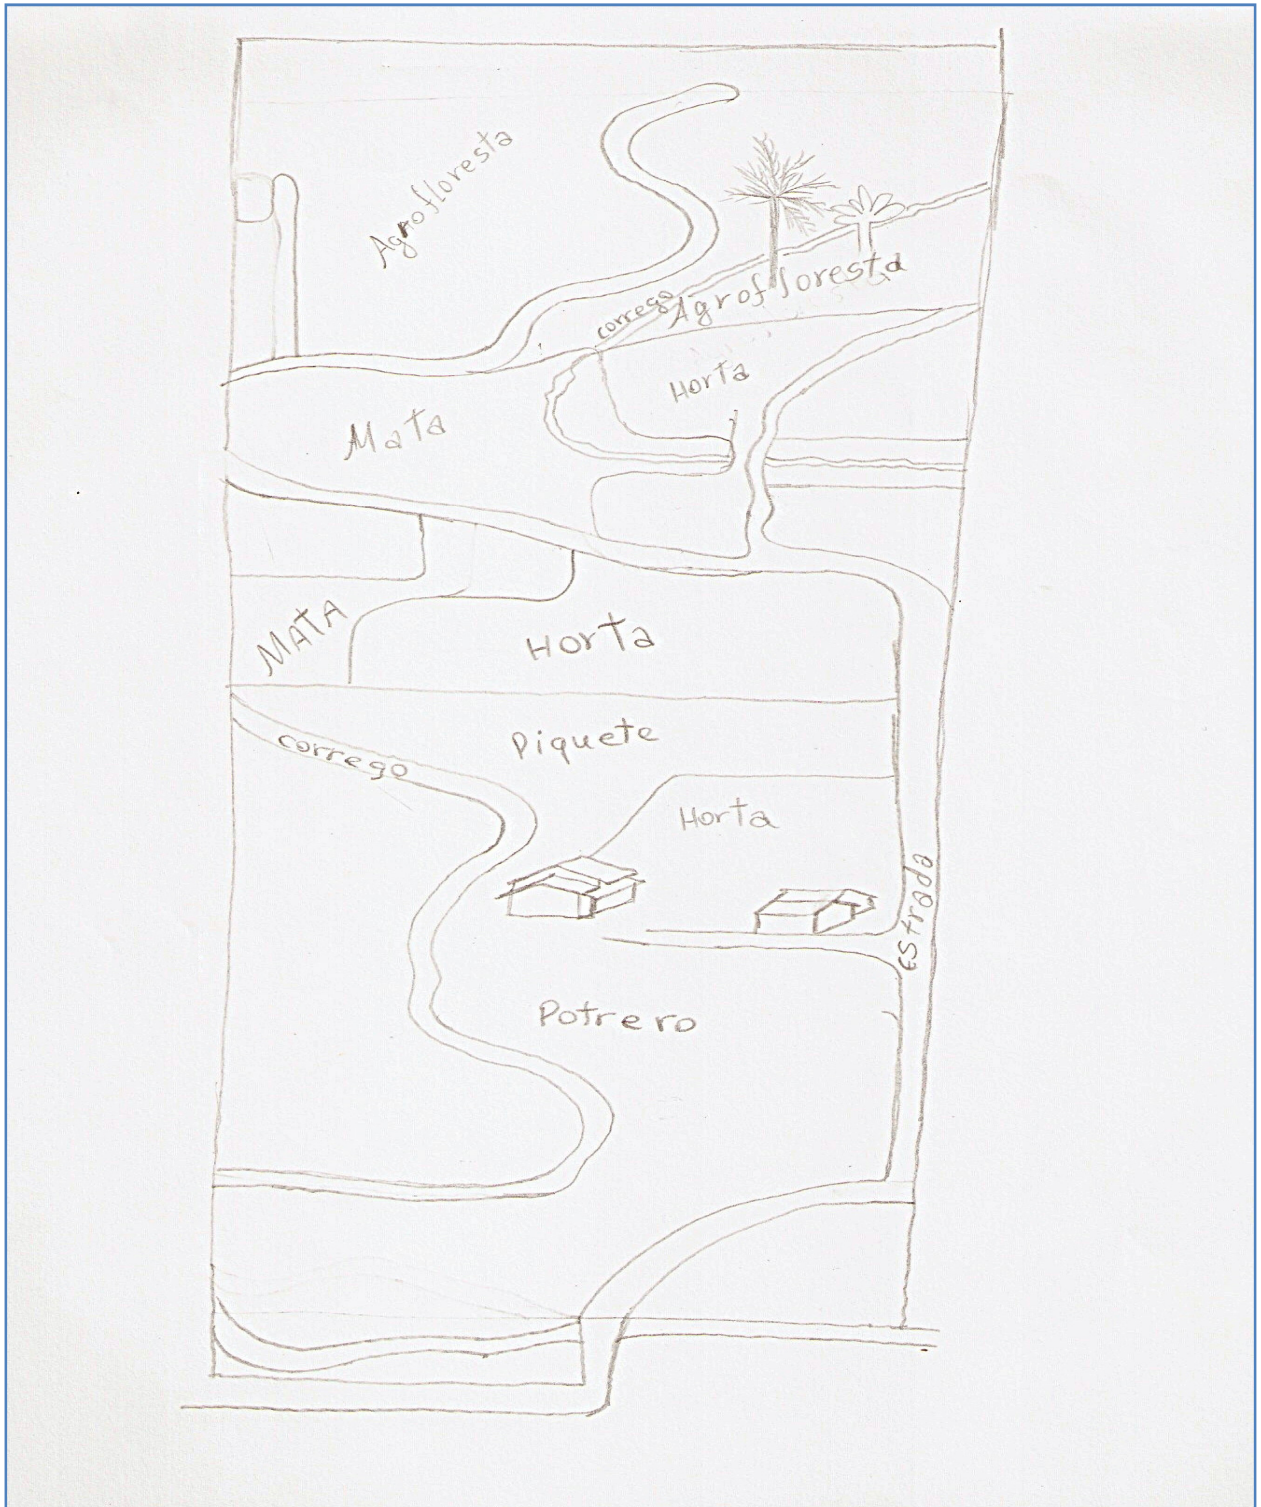 Agrofloresta
corrego
Agrofloresta
Horta
Mata
MATA
Horta
Piquete
corrego
Horta
Estrada
Potrero